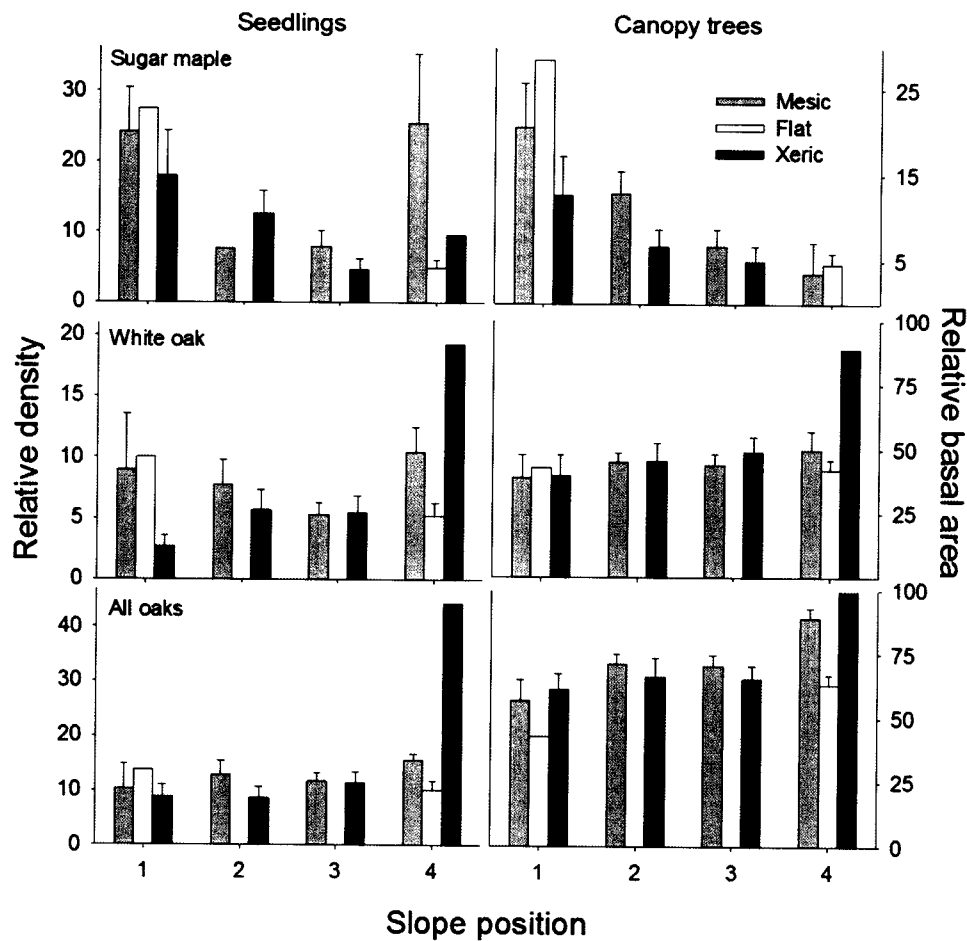 Seedlings
Canopy trees
Sugar maple
Mesic
Flat
Xeric
30
20
10
0
25
15
5
White oak
20
15
10
5
0
100
75
50
25
All oaks
40
30
20
10
0
100
75
50
25
0
1 2 3 4
1 2 3 4
Relative density
Relative basal area
Slope position